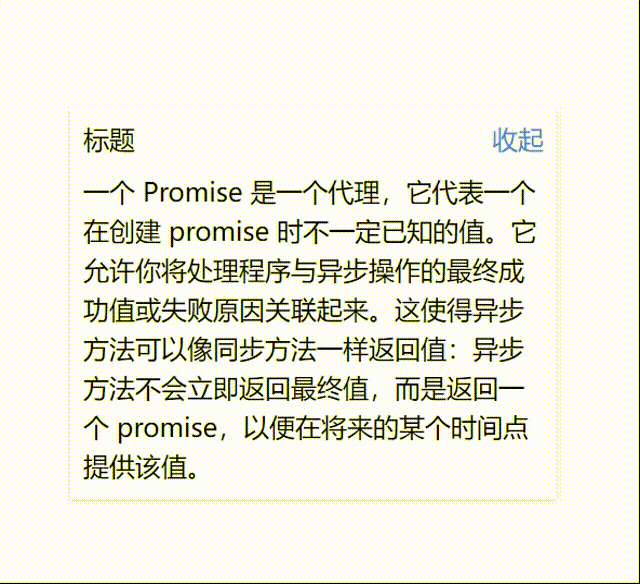 标题 收起
一个 Promise 是一个代理，它代表一个
在创建 promise 时不一定已知的值。它
允许你将处理程序与异步操作的最终成
功值或失败原因关联起来。这使得异步
方法可以像同步方法一样返回值：异步
方法不会立即返回最终值，而是返回一
个 promise，以便在将来的某个时间点
提供该值。